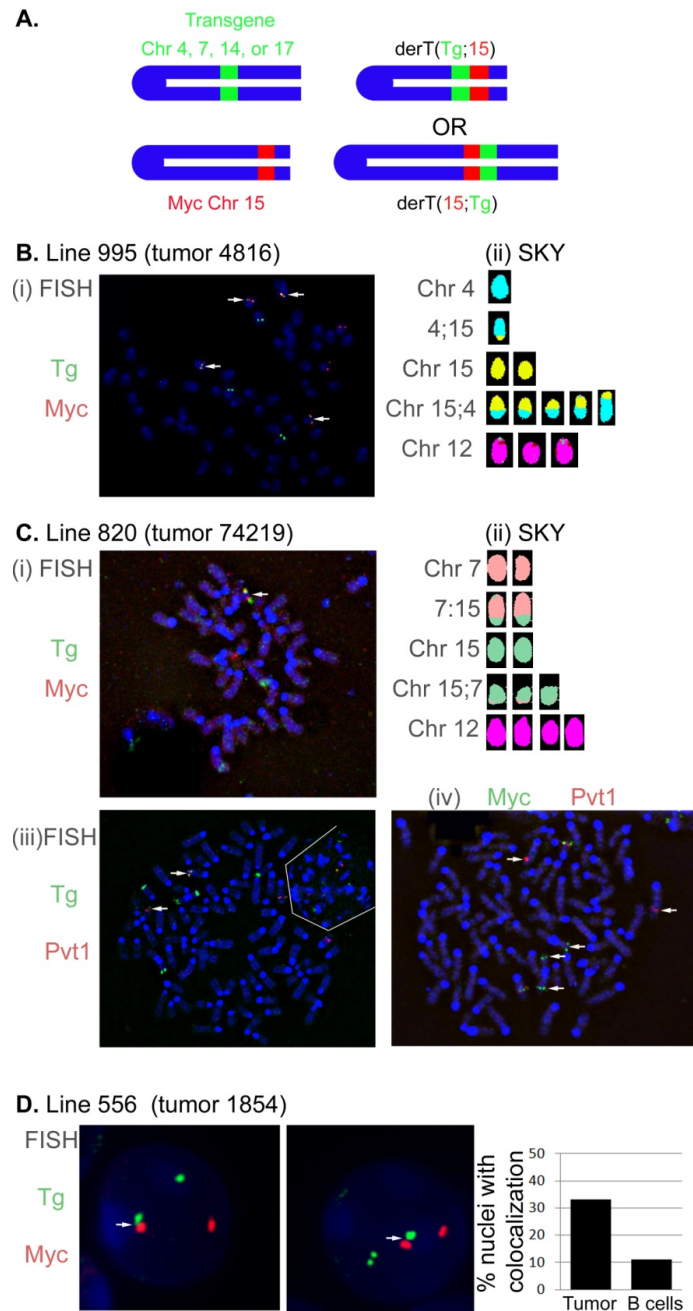 A.
Transgene
Chr 4, 7, 14, or 17
derT(Tg;15)
OR
Myc Chr 15
derT(15;Tg)
B. Line 995 (tumor 4816)
(i) FISH
(ii) SKY
Tg
Myc
Chr 4
4;15
Chr 15
Chr 15;4
Chr 12
C. Line 820 (tumor 74219)
(i) FISH
(ii) SKY
Tg
Myc
Chr 7
7:15
Chr 15
Chr 15;7
Chr 12
(iii)FISH
Tg
Pvt1
(iv) Myc Pvt1
D. Line 556 (tumor 1854)
FISH
Tg
Myc
% nuclei with
colocalization
50
40
30
20
10
0
Tumor B cells